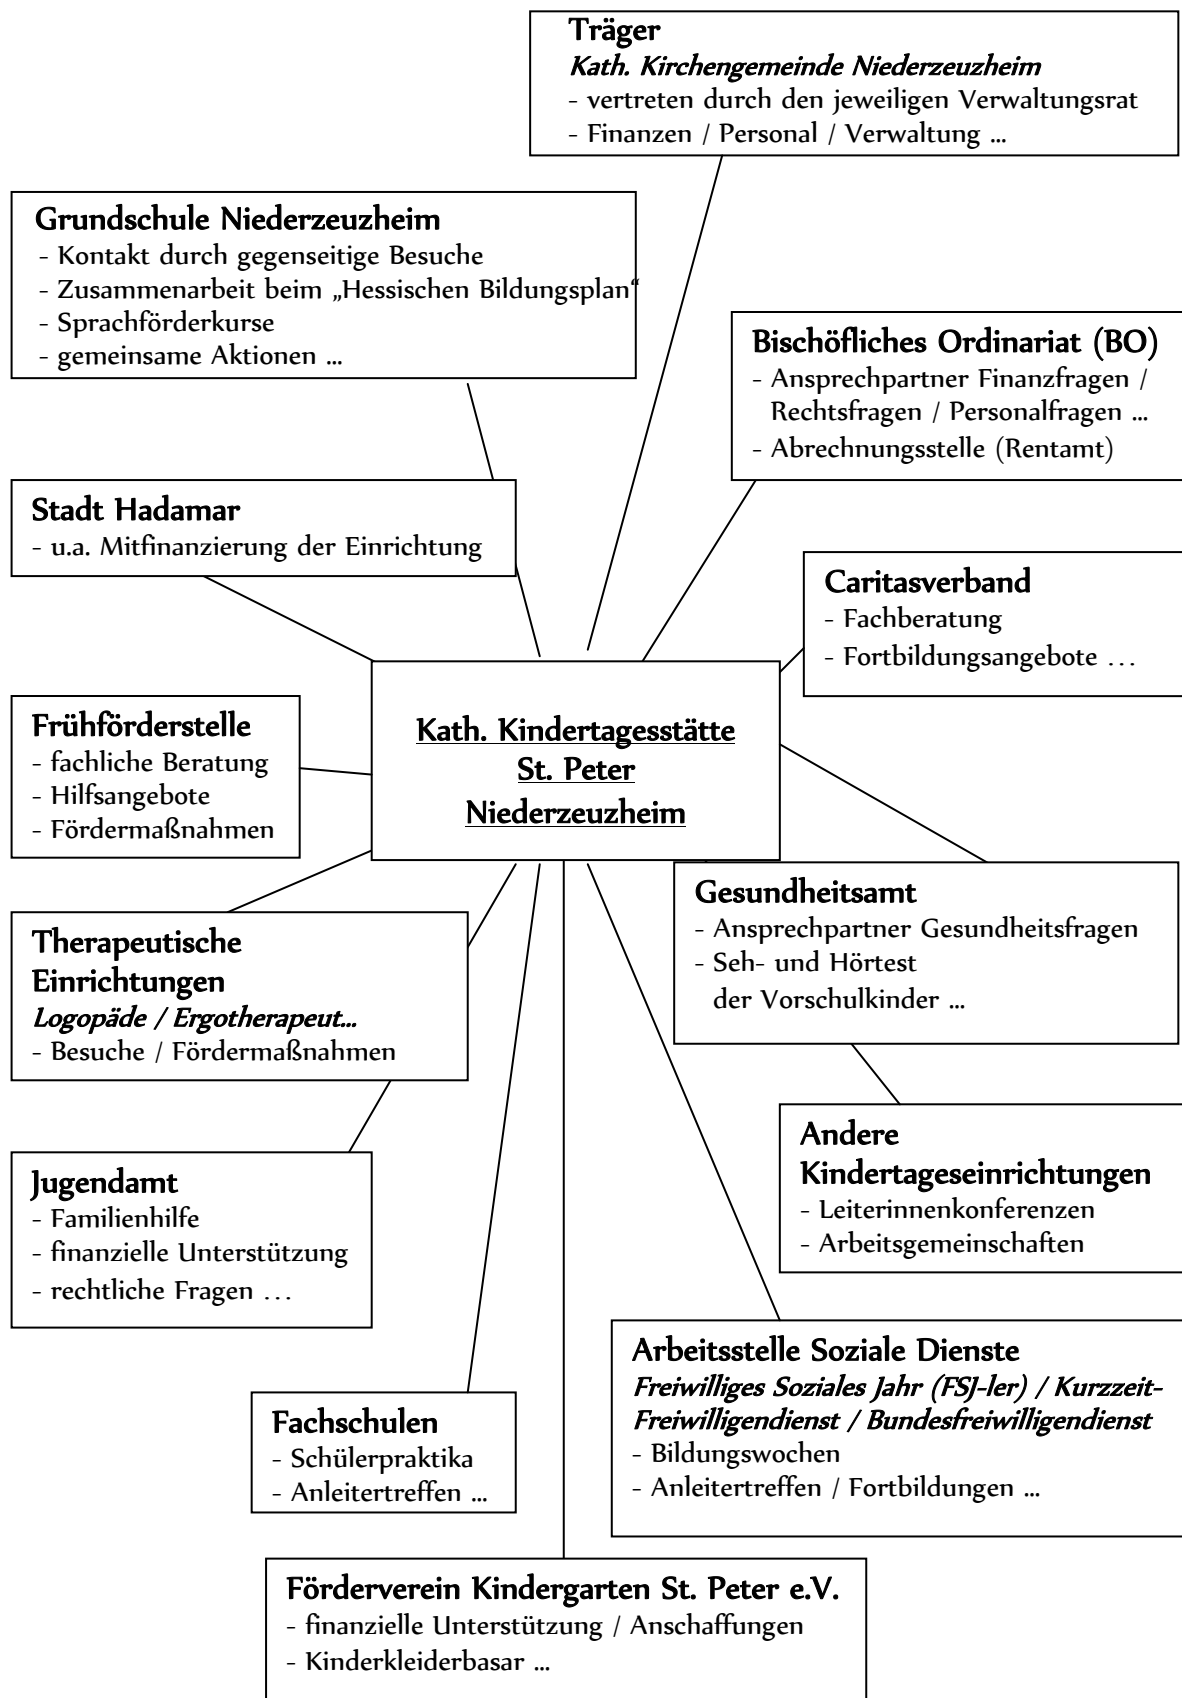 Träger
Kath. Kirchengemeinde Niederzeuzheim
- vertreten durch den jeweiligen Verwaltungsrat
- Finanzen / Personal / Verwaltung ...
Grundschule Niederzeuzheim
- Kontakt durch gegenseitige Besuche
- Zusammenarbeit beim „Hessischen Bildungsplan“
- Sprachförderkurse
- gemeinsame Aktionen ...
Bischöfliches Ordinariat (BO)
- Ansprechpartner Finanzfragen /
Rechtsfragen / Personalfragen ...
- Abrechnungsstelle (Rentamt)
Stadt Hadamar
- u.a. Mitfinanzierung der Einrichtung
Caritasverband
- Fachberatung
- Fortbildungsangebote ...
Kath. Kindertagesstätte
St. Peter
Niederzeuzheim
Frühförderstelle
- fachliche Beratung
- Hilfsangebote
- Fördermaßnahmen
Gesundheitsamt
- Ansprechpartner Gesundheitsfragen
- Seh- und Hörtest
der Vorschulkinder ...
Therapeutische
Einrichtungen
Logopäde / Ergotherapeut...
- Besuche / Fördermaßnahmen
Andere
Kindertageseinrichtungen
- Leiterinnenkonferenzen
- Arbeitsgemeinschaften
Jugendamt
- Familienhilfe
- finanzielle Unterstützung
- rechtliche Fragen ...
Arbeitsstelle Soziale Dienste
Freiwilliges Soziales Jahr (FSJ-ler) / Kurzzeit-
Freiwilligendienst / Bundesfreiwilligendienst
- Bildungswochen
- Anleitertreffen / Fortbildungen ...
Fachschulen
- Schülerpraktika
- Anleitertreffen ...
Förderverein Kindergarten St. Peter e.V.
- finanzielle Unterstützung / Anschaffungen
- Kinderkleiderbasar ...